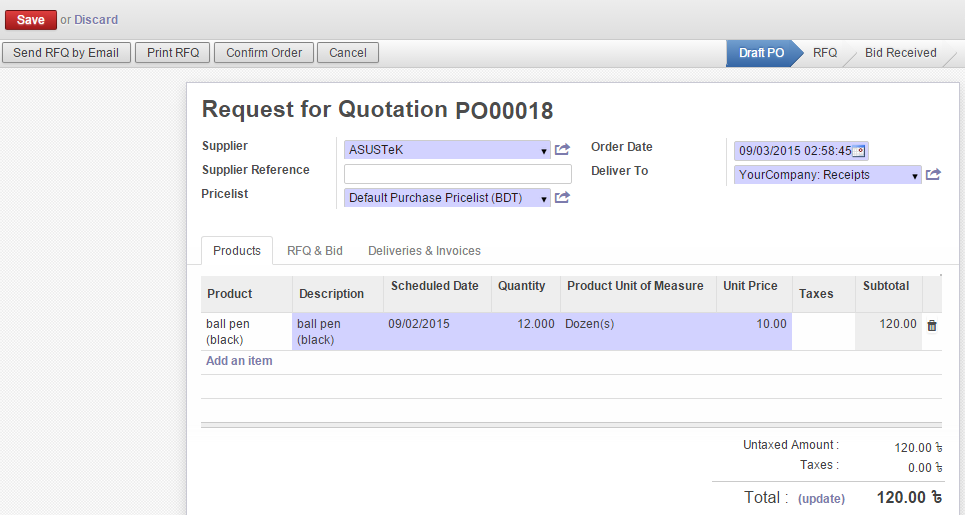 Save or Discard
Send RFQ by Email Print RFQ Confirm Order Cancel Draft PO RFQ Bid Received
Request for Quotation PO00018
Supplier ASUSTeK Order Date 09/03/2015 02:58:45
Supplier Reference Deliver To YourCompany: Receipts
Pricelist Default Purchase Pricelist (BDT)
Products RFQ & Bid Deliveries & Invoices
Product Description Scheduled Date Quantity Product Unit of Measure Unit Price Taxes Subtotal
ball pen ball pen 09/02/2015 12.000 Dozen(s) 10.00 120.00
(black) (black)
Add an item
Untaxed Amount : 120.00 ৳
Taxes : 0.00 ৳
Total : (update) 120.00 ৳